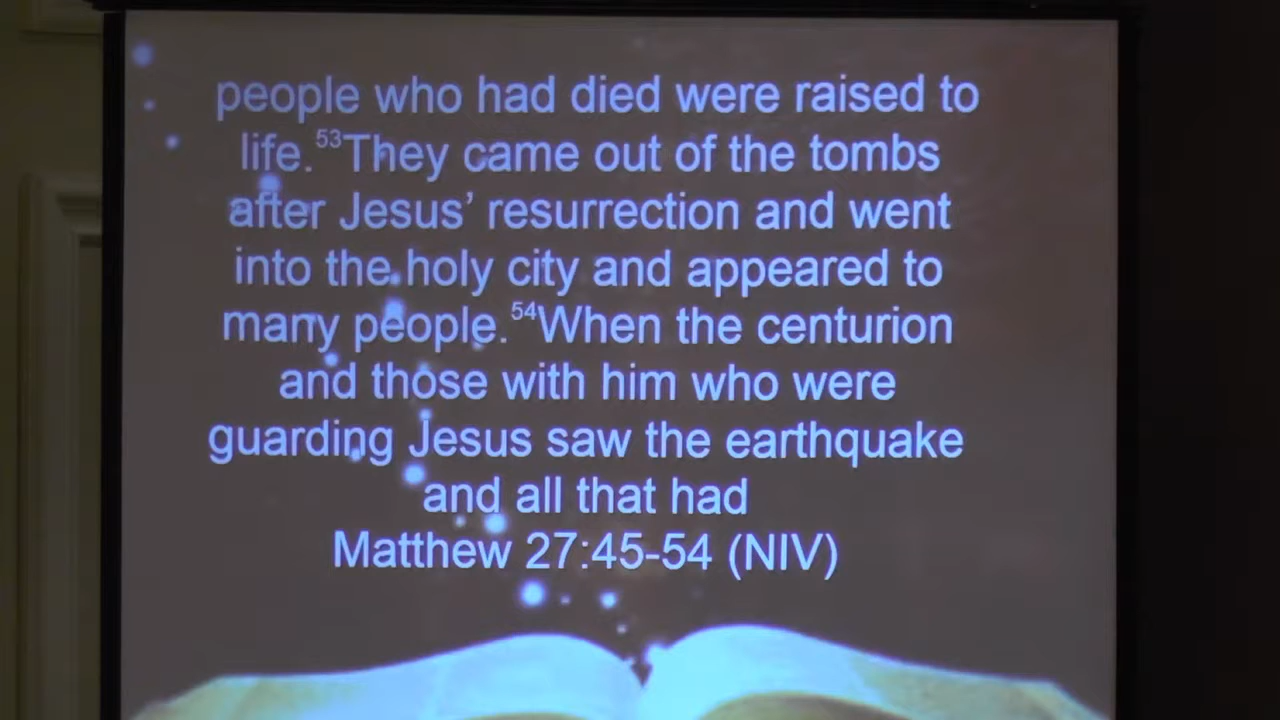 people who had died were raised to
life. ⁵³They came out of the tombs
after Jesus’ resurrection and went
into the holy city and appeared to
many people. ⁵⁴When the centurion
and those with him who were
guarding Jesus saw the earthquake
and all that had
Matthew 27:45-54 (NIV)